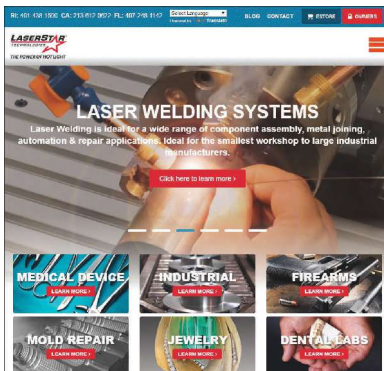 RI: 401-438-1500 CA: 213-612-0622 FL: 407-248-1142
Select Language
BLOG
CONTACT
ESTORE
OWNERS
LASERSTAR
TECHNOLOGIES
THE POWER OF HOT LIGHT
LASER WELDING SYSTEMS
Laser Welding is ideal for a wide range of component assembly, metal joining,
automation & repair applications. Ideal for the smallest workshop to large industrial
manufacturers.
Click here to learn more ›
MEDICAL DEVICE
LEARN MORE ›
INDUSTRIAL
LEARN MORE ›
FIREARMS
LEARN MORE ›
MOLD REPAIR
LEARN MORE ›
JEWELRY
LEARN MORE ›
DENTAL LABS
LEARN MORE ›